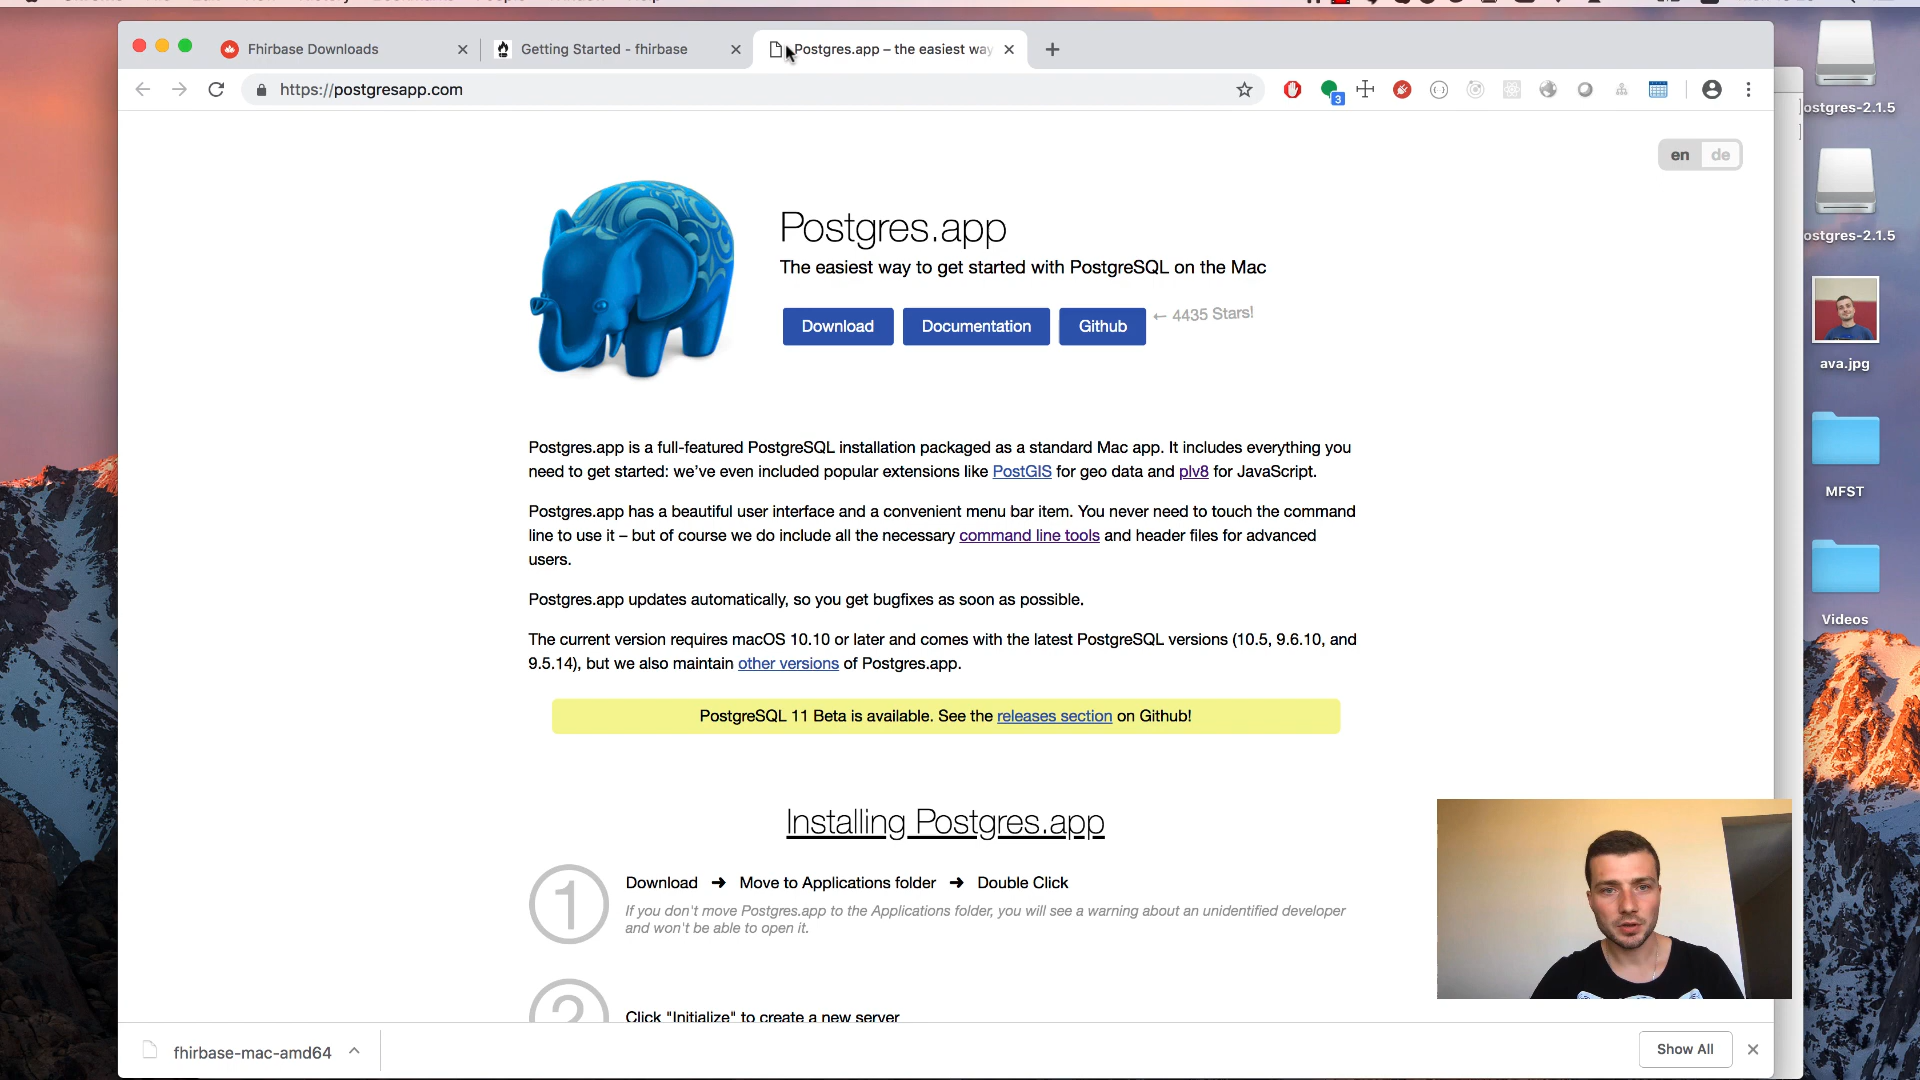 Fhirbase Downloads
Getting Started - fhirbase
Postgres.app – the easiest way
https://postgresapp.com
3
ostgres-2.1.5
en de
ostgres-2.1.5
Postgres.app
The easiest way to get started with PostgreSQL on the Mac
Download Documentation Github ← 4435 Stars!
ava.jpg
Postgres.app is a full-featured PostgreSQL installation packaged as a standard Mac app. It includes everything you
need to get started: we’ve even included popular extensions like PostGIS for geo data and plv8 for JavaScript.
MFST
Postgres.app has a beautiful user interface and a convenient menu bar item. You never need to touch the command
line to use it – but of course we do include all the necessary command line tools and header files for advanced
users.
Postgres.app updates automatically, so you get bugfixes as soon as possible.
Videos
The current version requires macOS 10.10 or later and comes with the latest PostgreSQL versions (10.5, 9.6.10, and
9.5.14), but we also maintain other versions of Postgres.app.
PostgreSQL 11 Beta is available. See the releases section on Github!
Installing Postgres.app
1
Download ➜ Move to Applications folder ➜ Double Click
If you don't move Postgres.app to the Applications folder, you will see a warning about an unidentified developer
and won't be able to open it.
2
Click "Initialize" to create a new server
fhirbase-mac-amd64
Show All